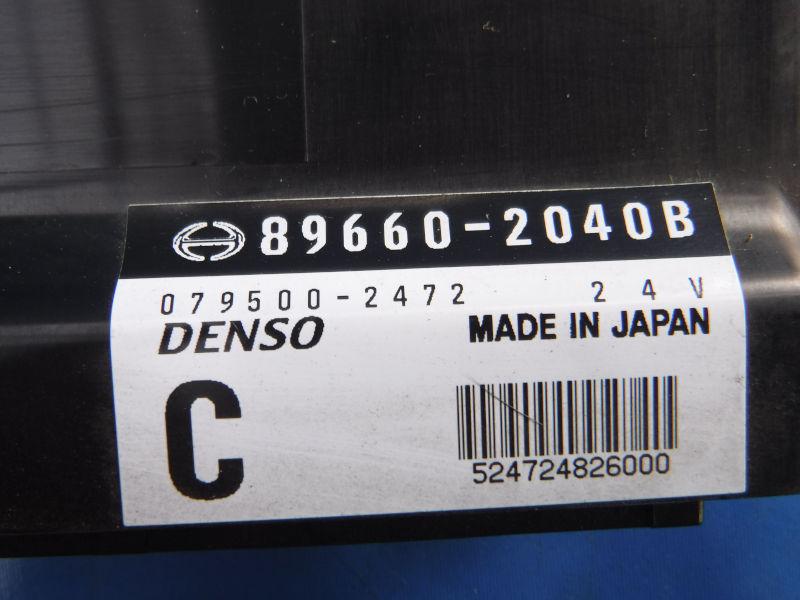 89660-2040B
079500-2472 24V
DENSO MADE IN JAPAN
C
524724826000